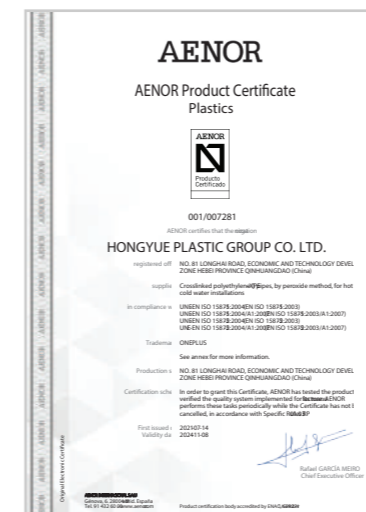 AENOR
AENOR Product Certificate
Plastics
AENOR
Producto
Certificado
001/007281
AENOR certifies that the
HONGYUE PLASTIC GROUP CO. LTD.
registered off NO. 81 LONGHAI ROAD, ECONOMIC AND TECHNOLOGY DEVEL
ZONE HEBEI PROVINCE QINHUANGDAO (China)
supplie Crosslinked polyethylene pipes, by peroxide method, for hot
cold water installations
in compliance w
Tradema ONEPLUS
See annex for more information.
Production s NO. 81 LONGHAI ROAD, ECONOMIC AND TECHNOLOGY DEVEL
ZONE HEBEI PROVINCE QINHUANGDAO (China)
Certification sche In order to grant this Certificate, AENOR has tested the product
verified the quality system implemented for AENOR
performs these tasks periodically while the Certificate has not
cancelled, in accordance with Specific
First issued
Validity da
Rafael GARCÍA MEIRO
Chief Executive Officer
Original Electronic Certificate
Génova, 6. España
Product certification body accredited by ENAC